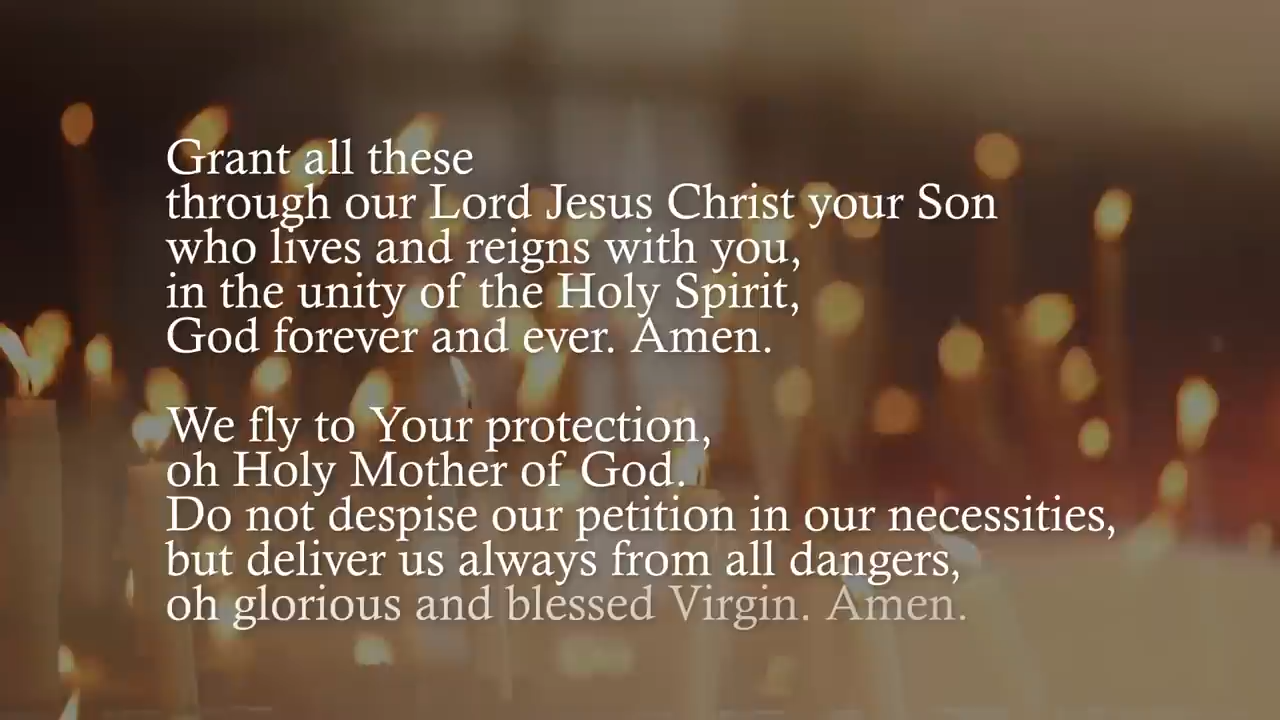 Grant all these
through our Lord Jesus Christ your Son
who lives and reigns with you,
in the unity of the Holy Spirit,
God forever and ever. Amen.
We fly to Your protection,
oh Holy Mother of God.
Do not despise our petition in our necessities,
but deliver us always from all dangers,
oh glorious and blessed Virgin. Amen.